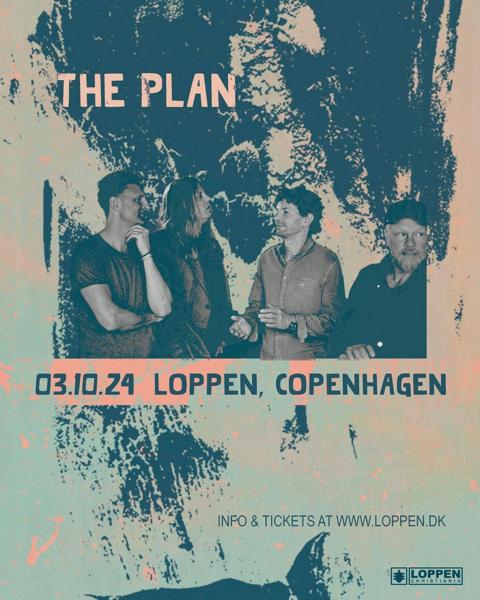 THE PLAN
03.10.24 LOPPEN, COPENHAGEN
INFO & TICKETS AT WWW.LOPPEN.DK
LOPPEN
CHRISTIANIA